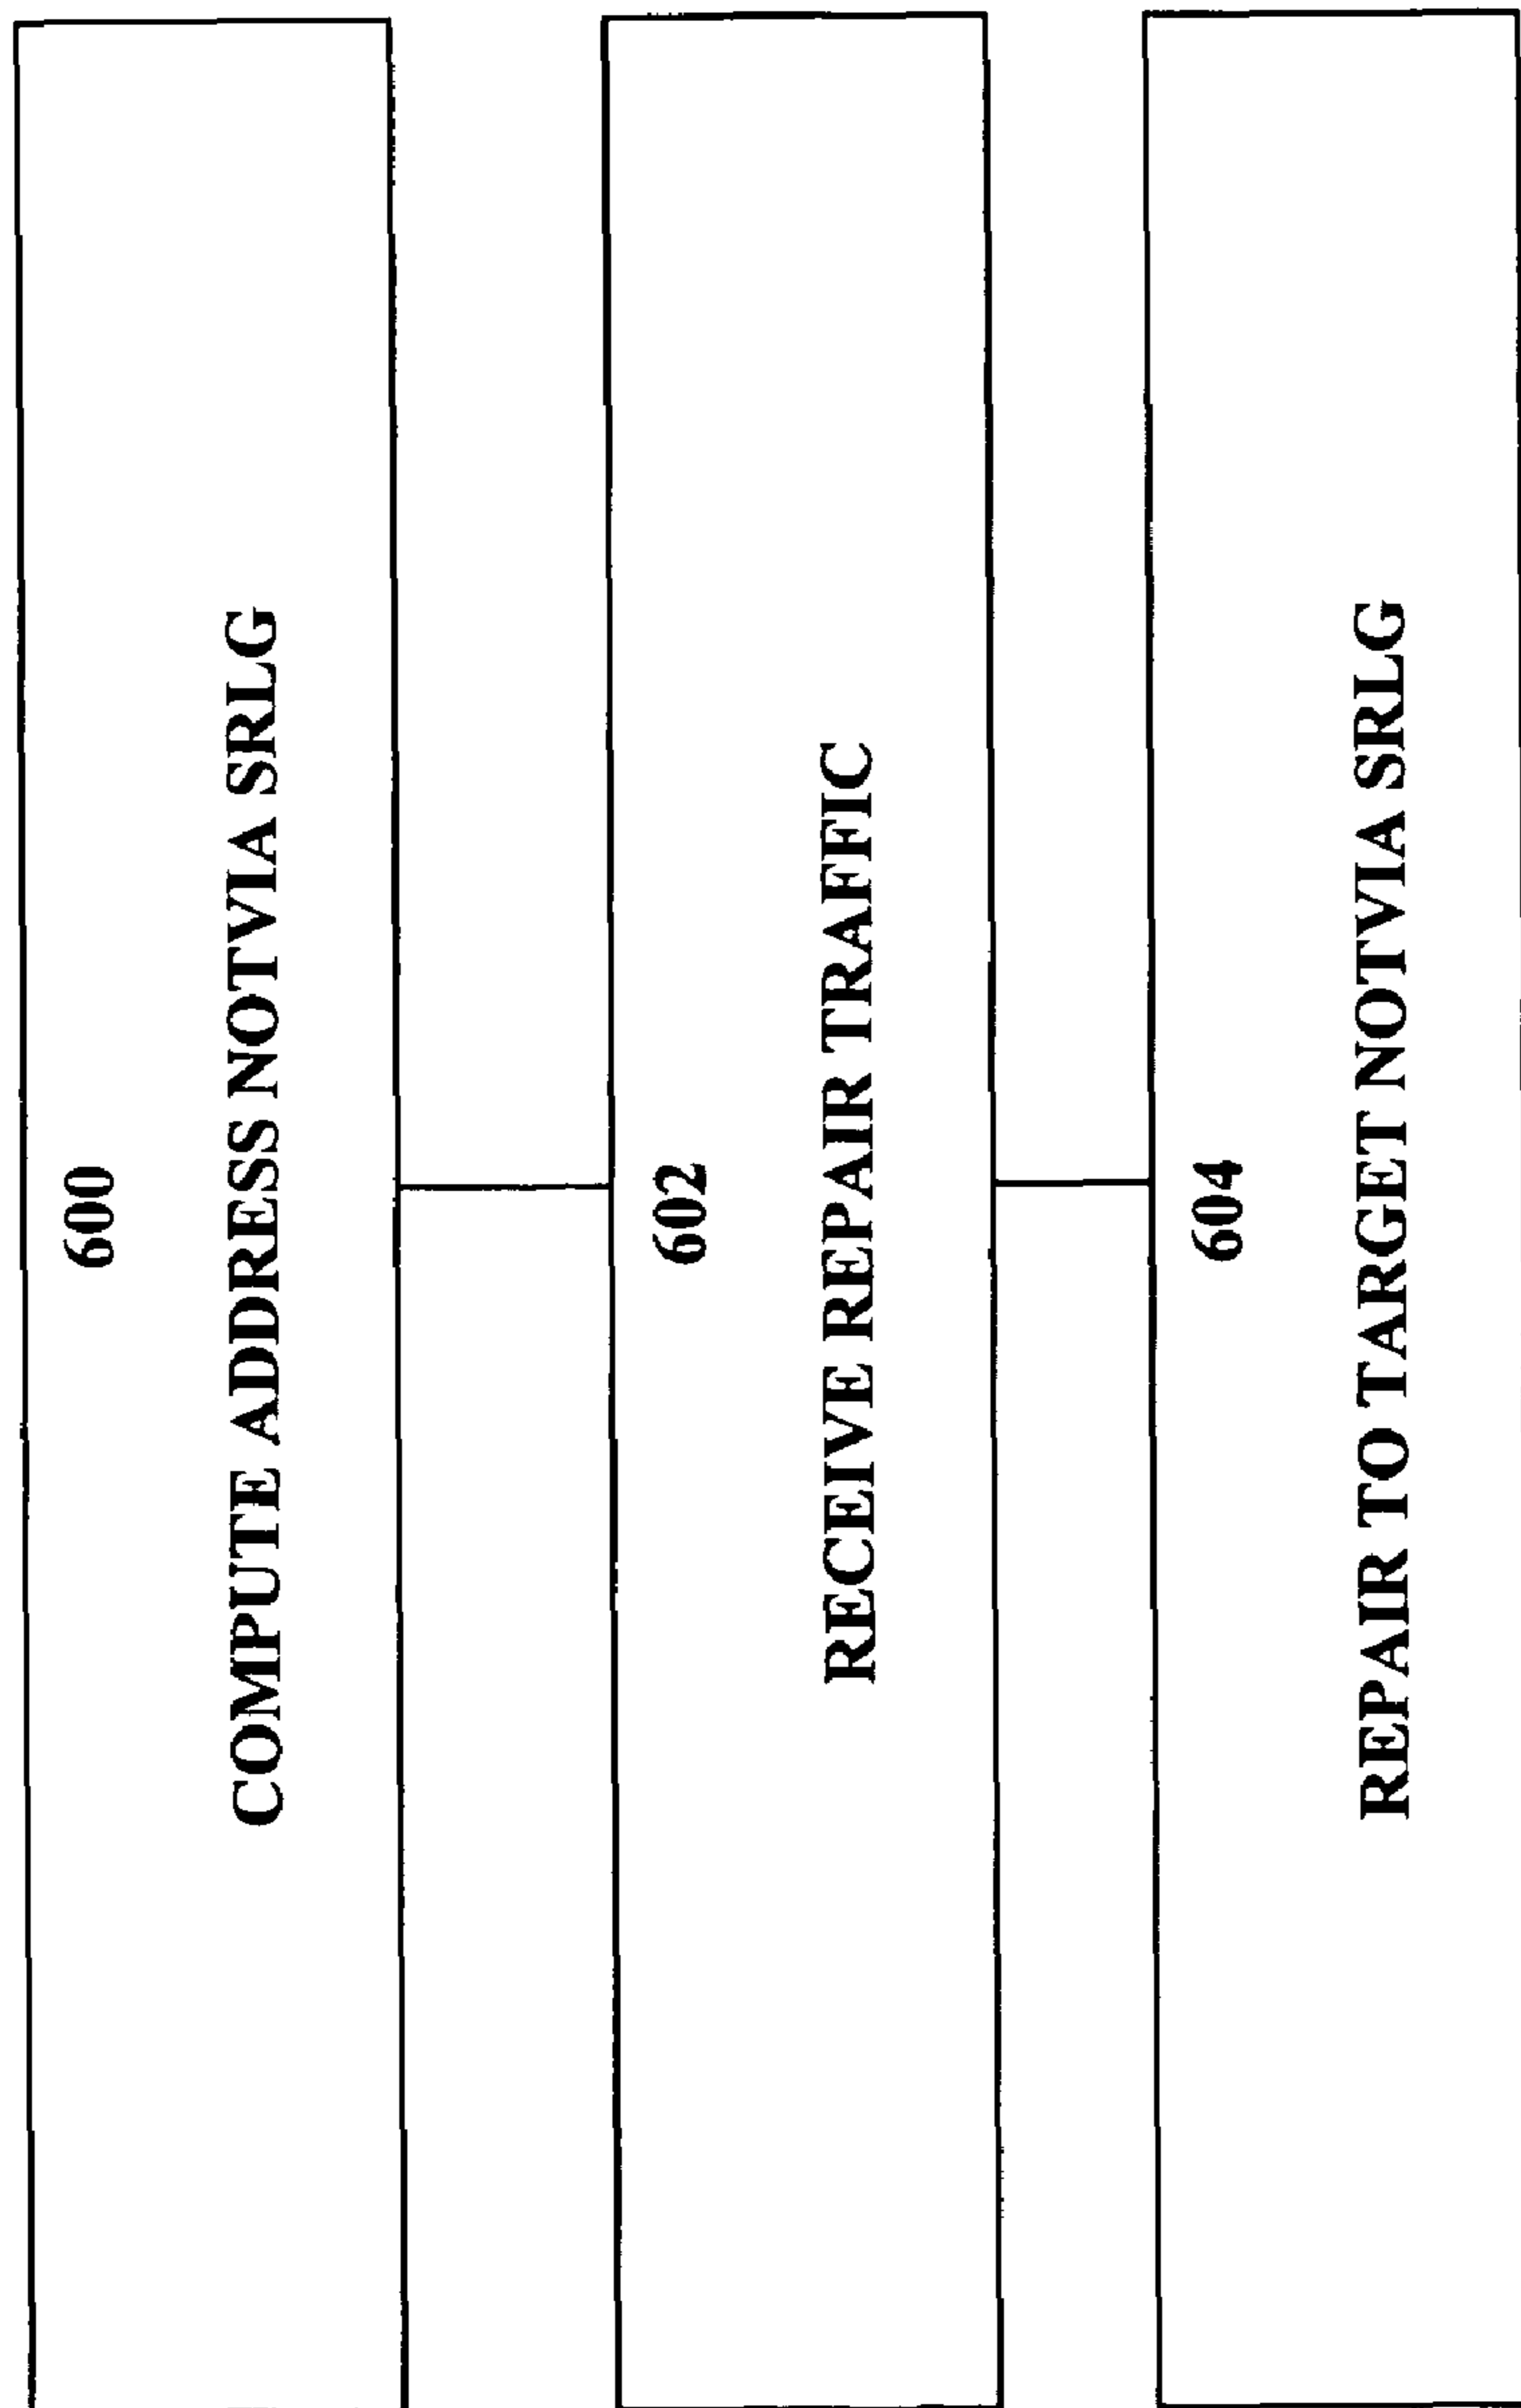 600
COMPUTE ADDRESS NOTVIA SRLG
602
RECEIVE REPAIR TRAFFIC
604
REPAIR TO TARGET NOTVIA SRLG